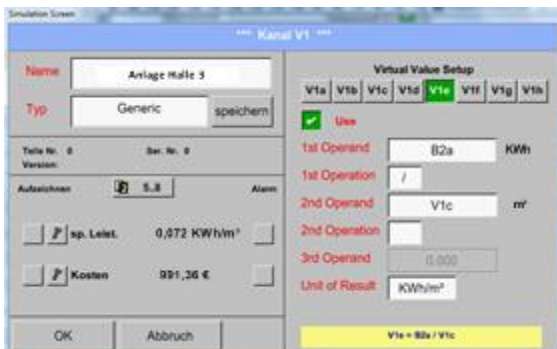 Simulation Screen
*** Kanal V1 ***
Name
Anlage Halle 3
Typ
Generic
speichern
Teile Nr. 0
Ser. Nr. 0
Version:
Aufzeichnen
5.8
Alarm
sp. Leist.
0,072 KWh/m³
Kosten
991,36 €
OK
Abbruch
Virtual Value Setup
V1a V1b V1c V1d V1e V1f V1g V1h
Use
1st Operand
B2a
KWh
1st Operation
/
2nd Operand
V1c
m³
2nd Operation
3rd Operand
0.000
Unit of Result
KWh/m³
V1e = B2a / V1c